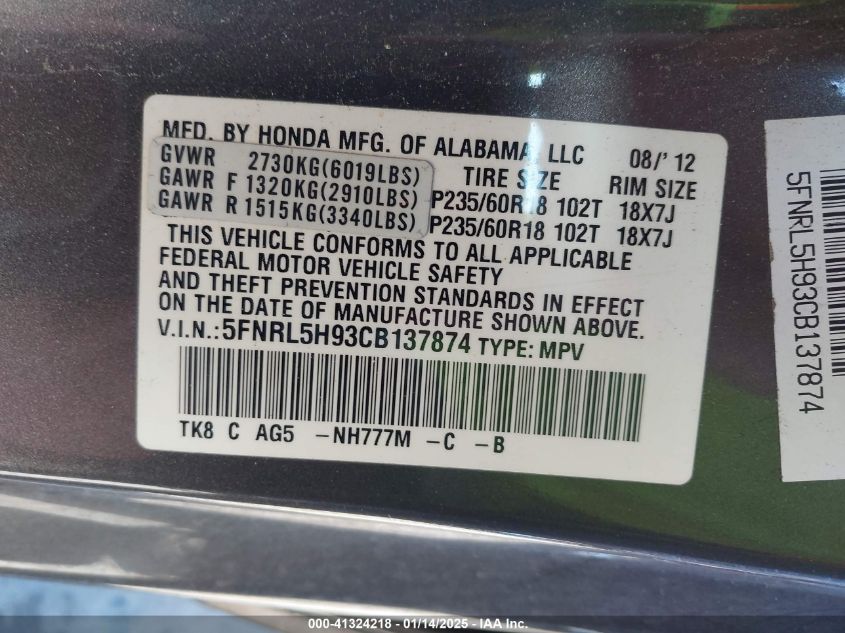 MFD. BY HONDA MFG. OF ALABAMA, LLC 08/'12
GVWR 2730KG(6019LBS) TIRE SIZE RIM SIZE
GAWR F 1320KG(2910LBS) P235/60R18 102T 18X7J
GAWR R 1515KG(3340LBS) P235/60R18 102T 18X7J
THIS VEHICLE CONFORMS TO ALL APPLICABLE
FEDERAL MOTOR VEHICLE SAFETY
AND THEFT PREVENTION STANDARDS IN EFFECT
ON THE DATE OF MANUFACTURE SHOWN ABOVE.
V.I.N.:5FNRL5H93CB137874 TYPE: MPV
TK8 C AG5 -NH777M -C -B
5FNRL5H93CB137874
000-41324218 - 01/14/2025 - IAAI Inc.